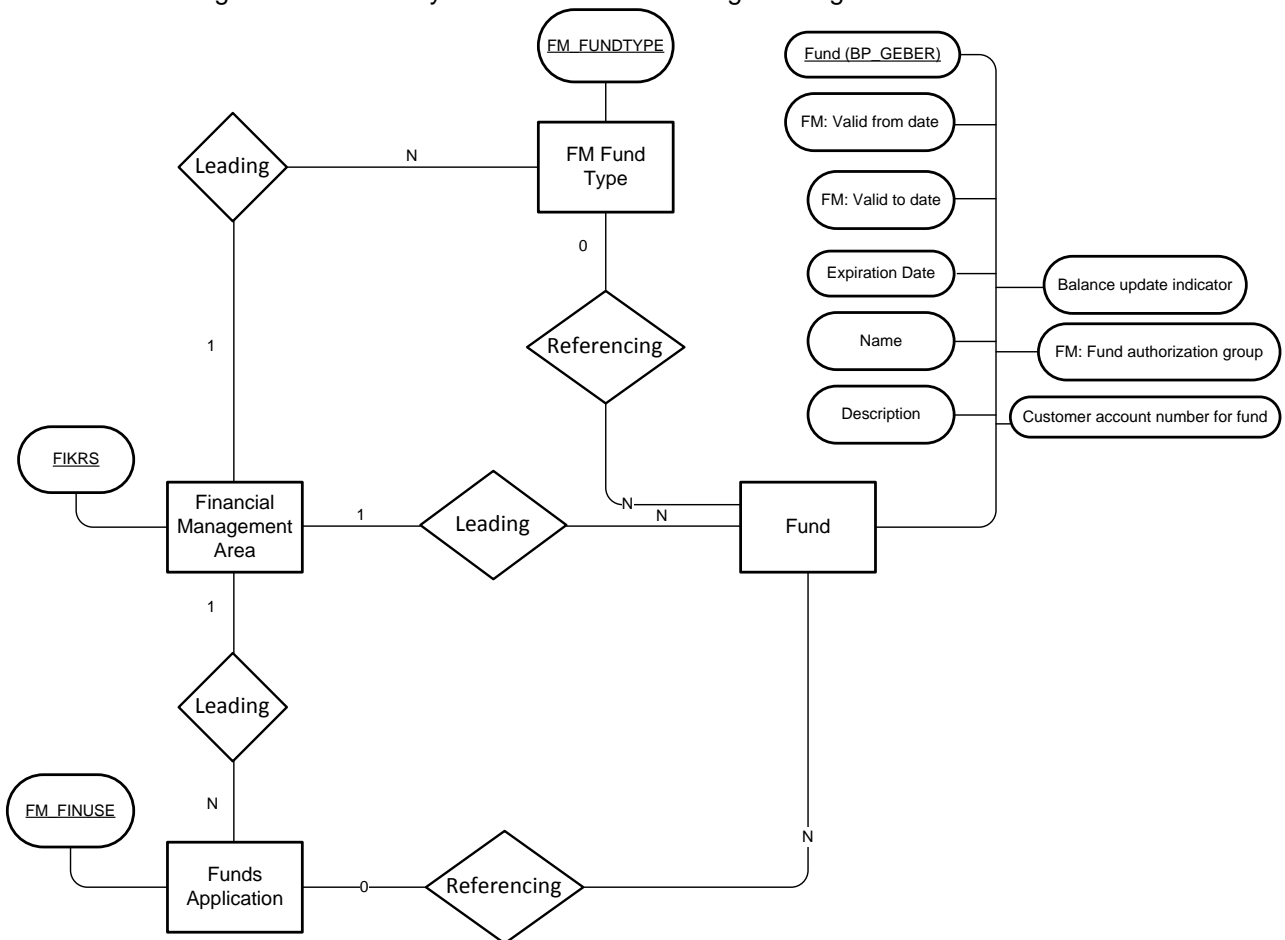 FM_FUNDTYPE
Fund (BP_GEBER)
FM: Valid from date
Leading
N
FM Fund
Type
FM: Valid to date
0
Expiration Date
Balance update indicator
Referencing
1
Name
FM: Fund authorization group
Description
Customer account number for fund
FIKRS
Financial
Management
Area
1
Leading
N
N
Fund
1
Leading
N
FM_FINUSE
N
Funds
Application
0
Referencing